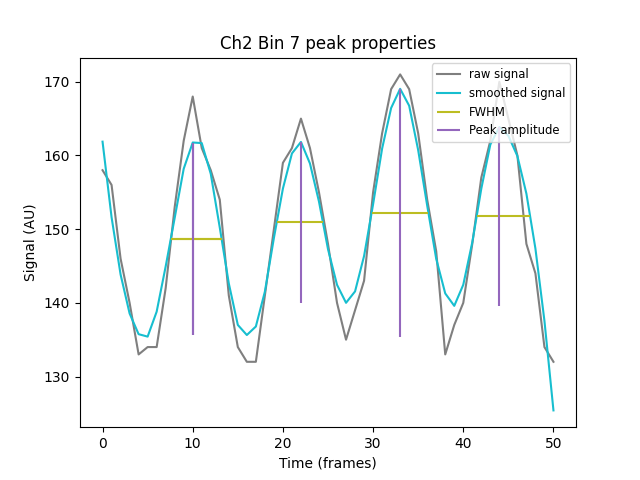 Ch2 Bin 7 peak properties
raw signal
smoothed signal
FWHM
Peak amplitude
Signal (AU)
170
160
150
140
130
0 10 20 30 40 50
Time (frames)